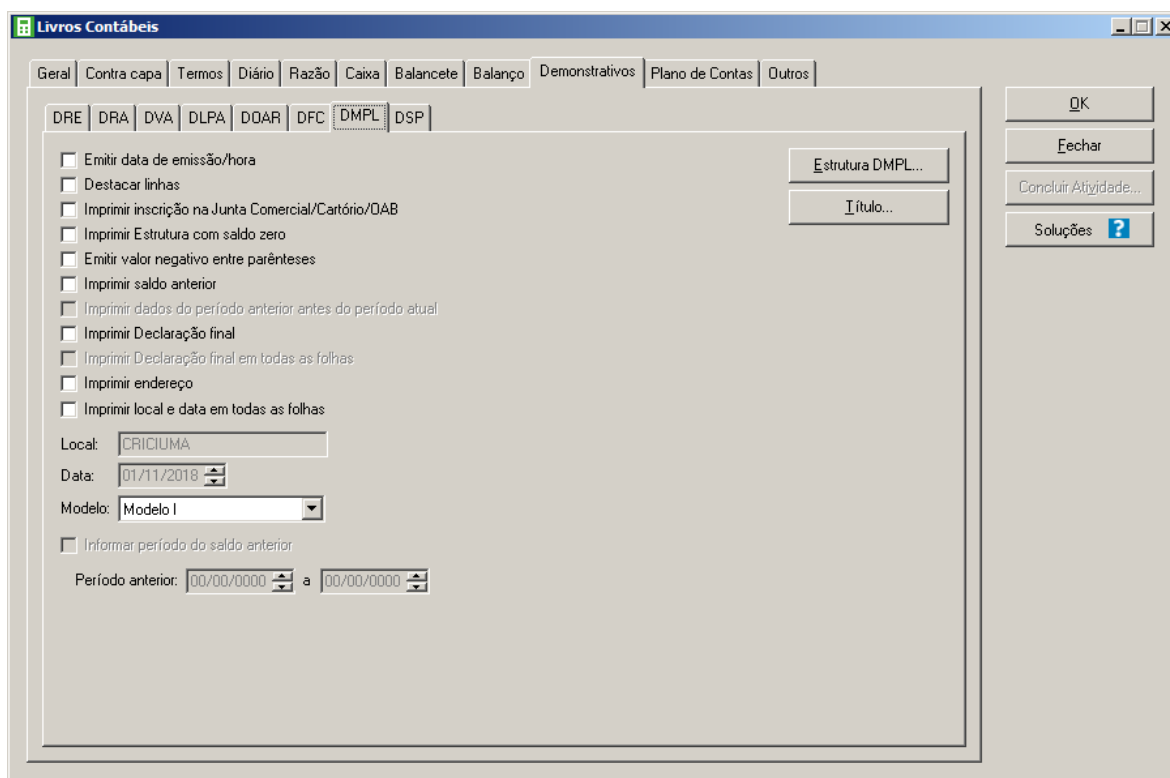 Livros Contábeis
Geral Contra capa Termos Diário Razão Caixa Balancete Balanço Demonstrativos Plano de Contas Outros
DRE DRA DVA DLPA DOAR DFC DMPL DSP
OK
Fechar
Concluir Atividade...
Soluções ?
Emitir data de emissão/hora
Estrutura DMPL...
Destacar linhas
Imprimir inscrição na Junta Comercial/Cartório/OAB
Título...
Imprimir Estrutura com saldo zero
Emitir valor negativo entre parênteses
Imprimir saldo anterior
Imprimir dados do período anterior antes do período atual
Imprimir Declaração final
Imprimir Declaração final em todas as folhas
Imprimir endereço
Imprimir local e data em todas as folhas
Local: CRICIUMA
Data: 01/11/2018
Modelo: Modelo I
Informar período do saldo anterior
Período anterior: 00/00/0000 a 00/00/0000